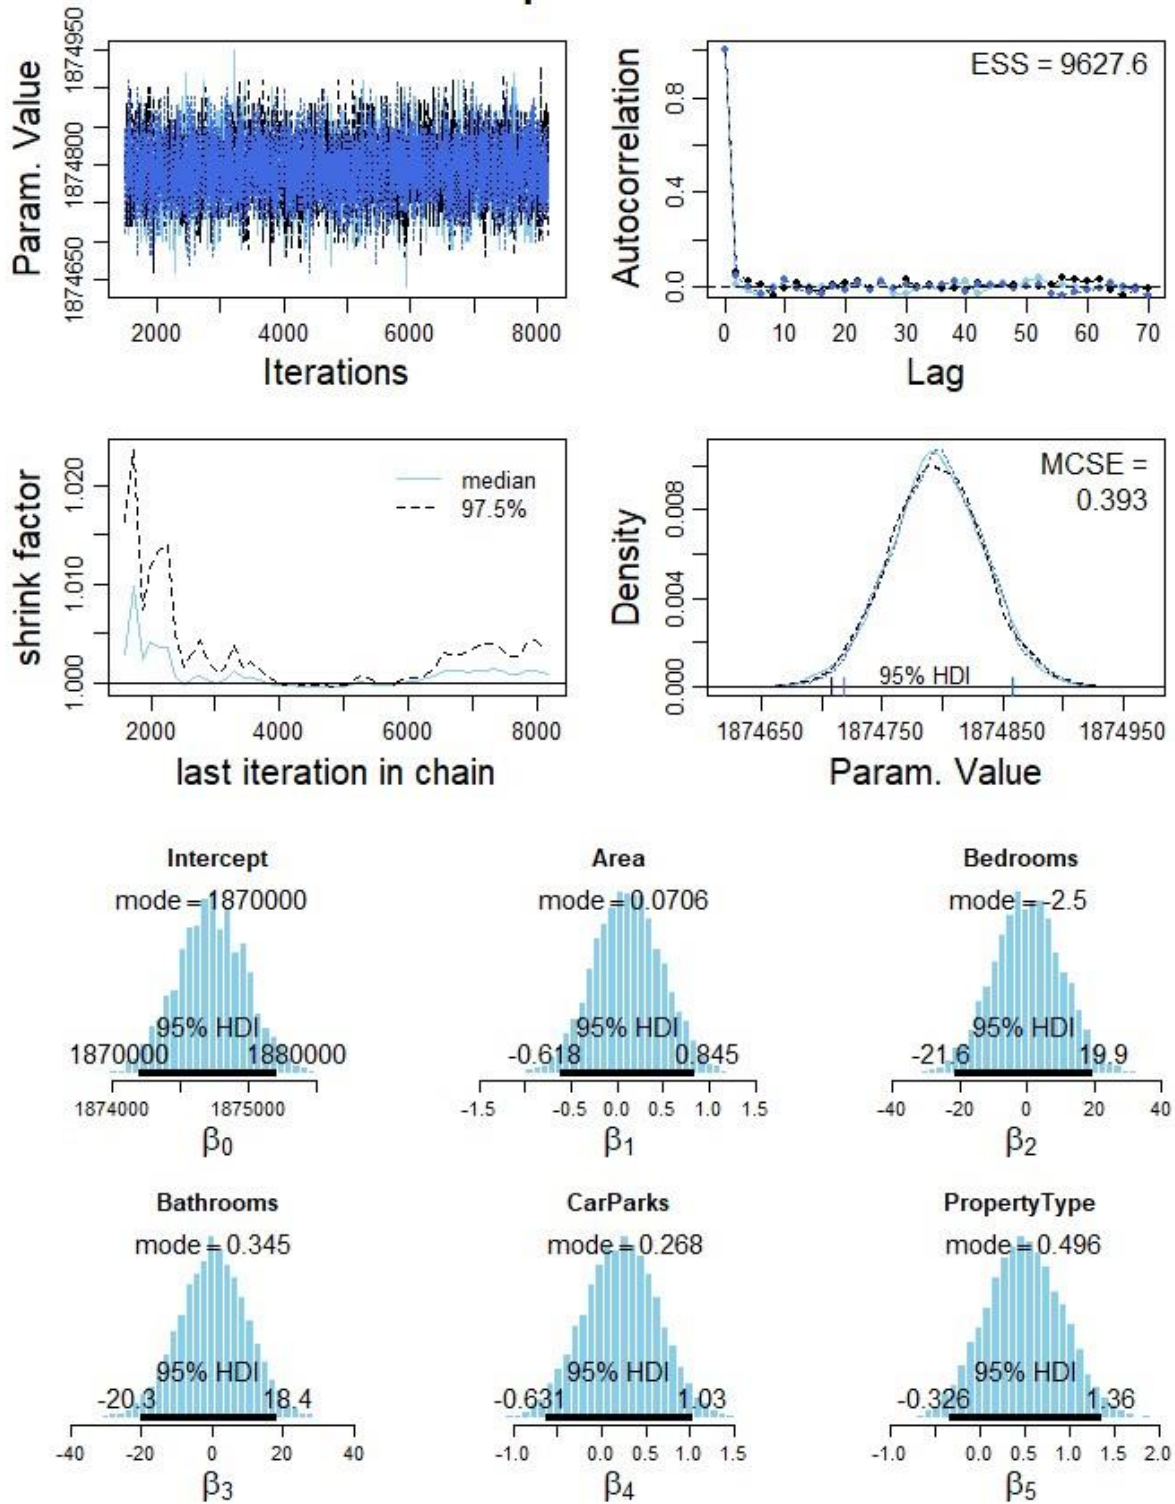 1874950
1874800
1874650
Param. Value
2000 4000 6000 8000
Iterations
ESS = 9627.6
0.8
0.4
0.0
Autocorrelation
0 10 20 30 40 50 60 70
Lag
1.020
1.010
1.000
shrink factor
median
97.5%
2000 4000 6000 8000
last iteration in chain
MCSE =
0.393
0.008
0.004
0.000
Density
95% HDI
1874650 1874750 1874850 1874950
Param. Value
Intercept
mode = 1870000
95% HDI
1870000 1880000
1874000 1875000
β0
Area
mode = 0.0706
95% HDI
-0.618 0.845
-1.5 -0.5 0.0 0.5 1.0 1.5
β1
Bedrooms
mode = -2.5
95% HDI
-21.6 19.9
-40 -20 0 20 40
β2
Bathrooms
mode = 0.345
95% HDI
-20.3 18.4
-40 -20 0 20 40
β3
CarParks
mode = 0.268
95% HDI
-0.631 1.03
-1.0 0.0 0.5 1.0 1.5
β4
PropertyType
mode = 0.496
95% HDI
-0.326 1.36
-1.0 0.0 0.5 1.0 1.5 2.0
β5